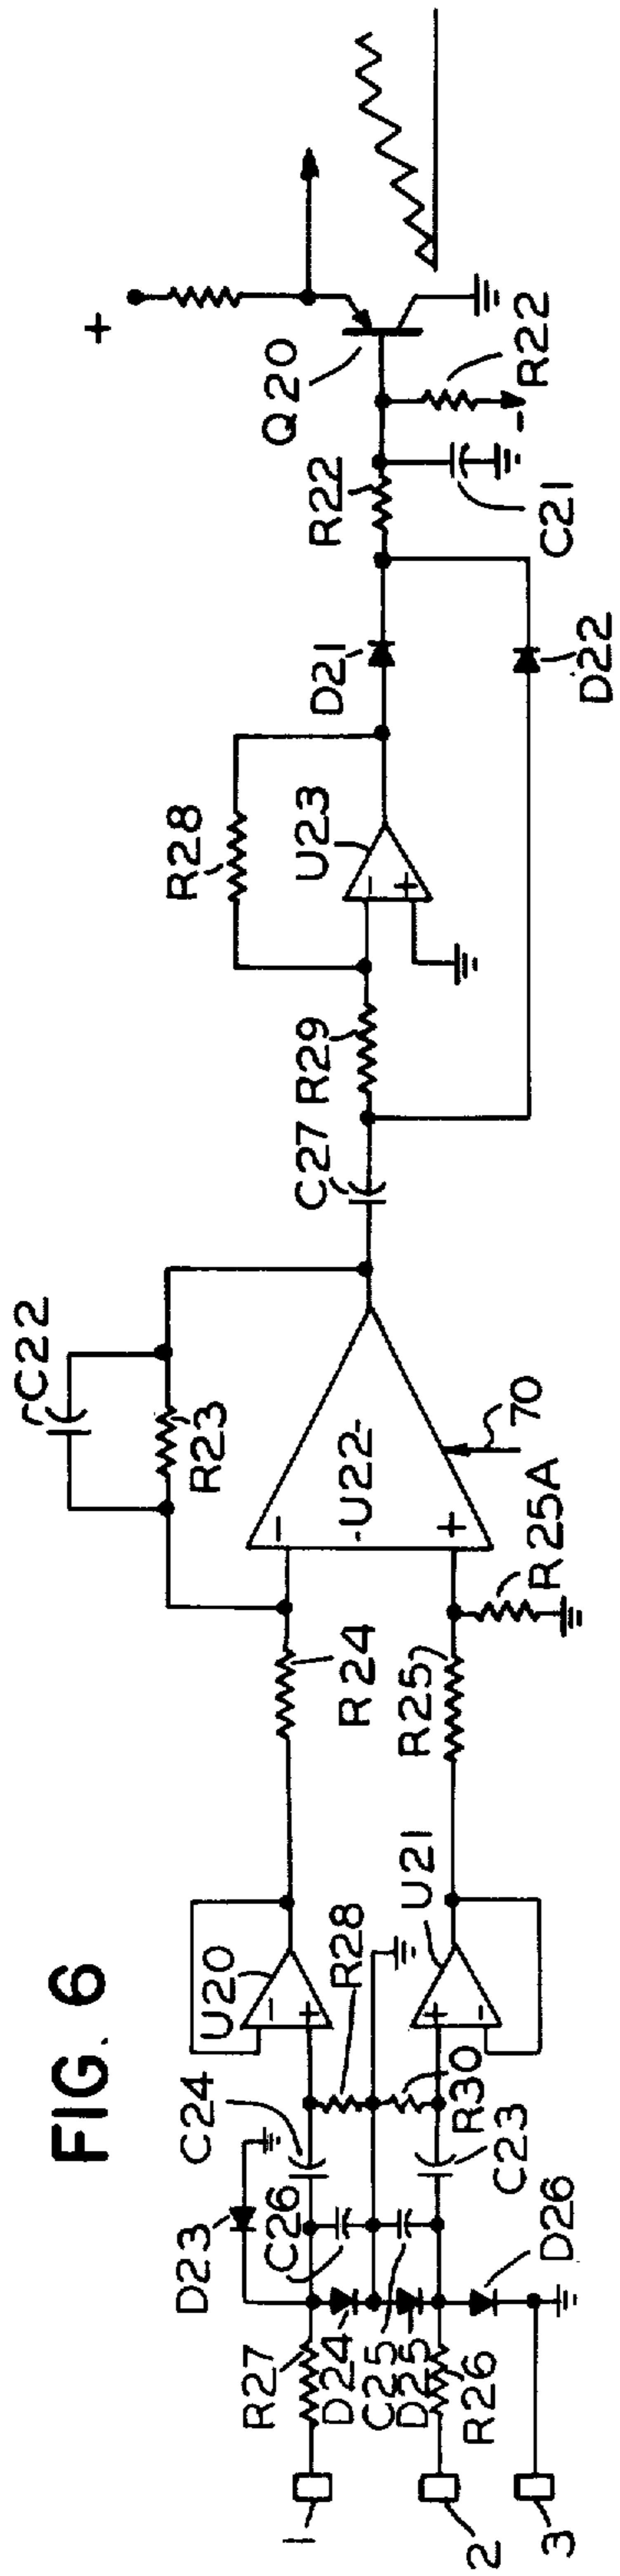 FIG. 6
1
2
3
R27
D23
D24
C26
C25
D25
R26
D26
C24
C23
R28
R30
U20
-
+
U21
+
-
R24
R25
R25A
C22
R23
-
-U22-
+
70
C27
R29
R28
U23
-
+
D21
D22
R22
C21
R22
-
Q20
+